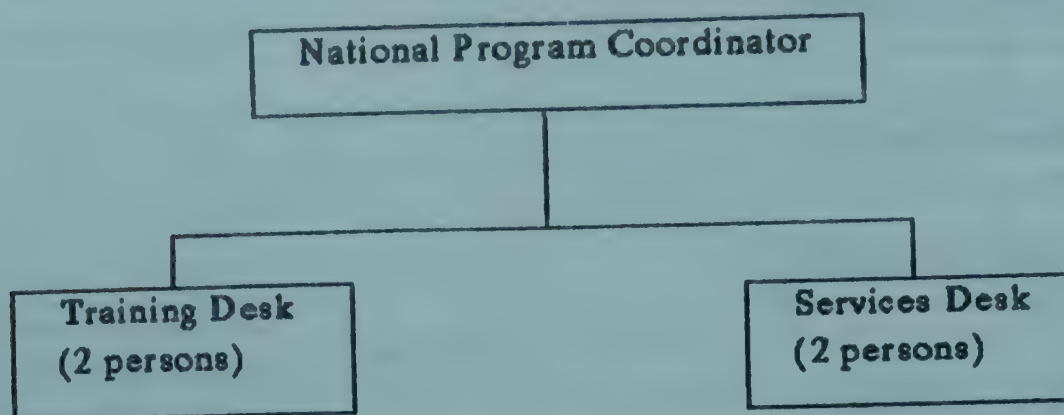 National Program Coordinator
Training Desk
(2 persons)
Services Desk
(2 persons)